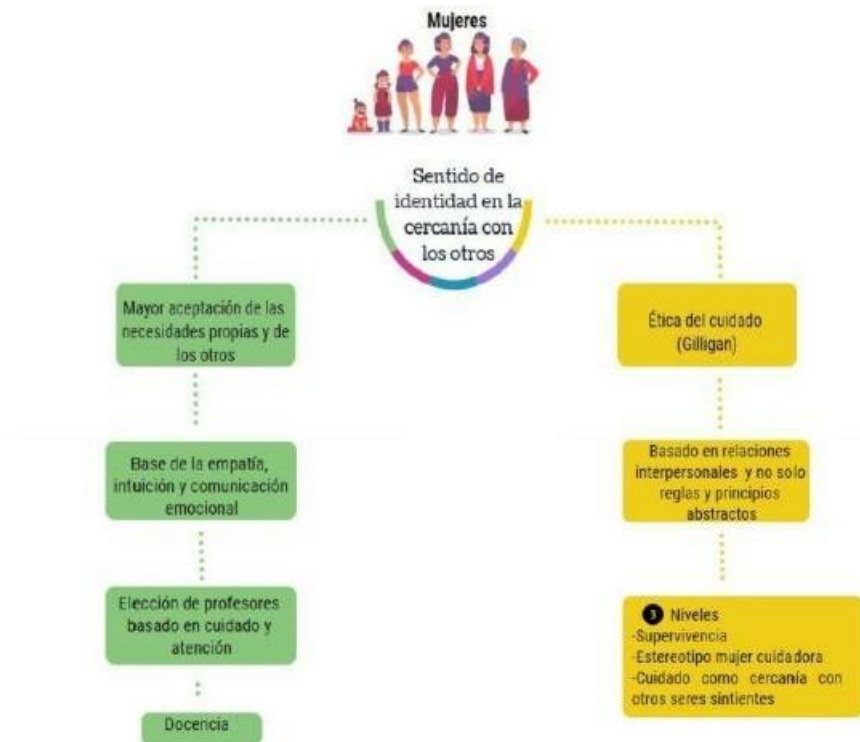 Mujeres
Sentido de
identidad en la
cercanía con
los otros
Mayor aceptación de las
necesidades propias y de
los otros
Base de la empatía,
intuición y comunicación
emocional
Elección de profesores
basado en cuidado y
atención
Docencia
Ética del cuidado
(Gilligan)
Basado en relaciones
interpersonales y no solo
reglas y principios
abstractos
3 Niveles
-Supervivencia
-Estereotipo mujer cuidadora
-Cuidado como cercanía con
otros seres sintientes